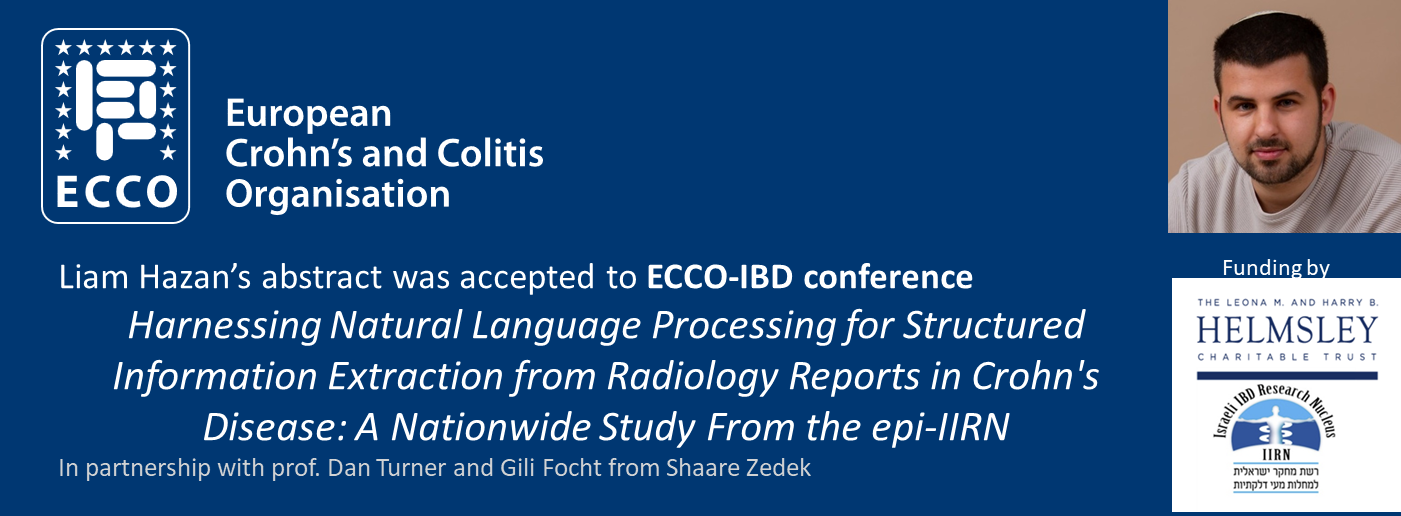 ECCO
European
Crohn's and Colitis
Organisation
Liam Hazan's abstract was accepted to ECCO-IBD conference
Harnessing Natural Language Processing for Structured
Information Extraction from Radiology Reports in Crohn's
Disease: A Nationwide Study From the epi-IIRN
In partnership with prof. Dan Turner and Gili Focht from Shaare Zedek
Funding by
THE LEONA M. AND HARRY B.
HELMSLEY
CHARITABLE TRUST
Israeli IBD Research Nucleus
IIRN
רשת מחקר ישראלית
למחלות מעי דלקתיות